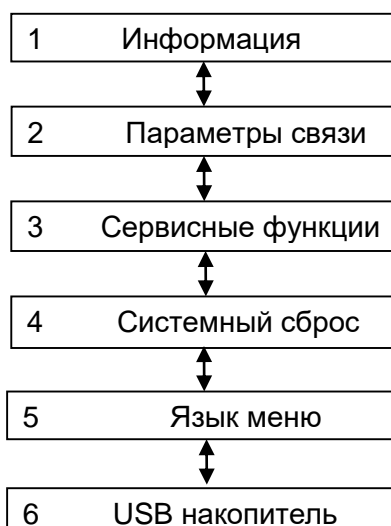 1 Информация
2 Параметры связи
3 Сервисные функции
4 Системный сброс
5 Язык меню
6 USB накопитель